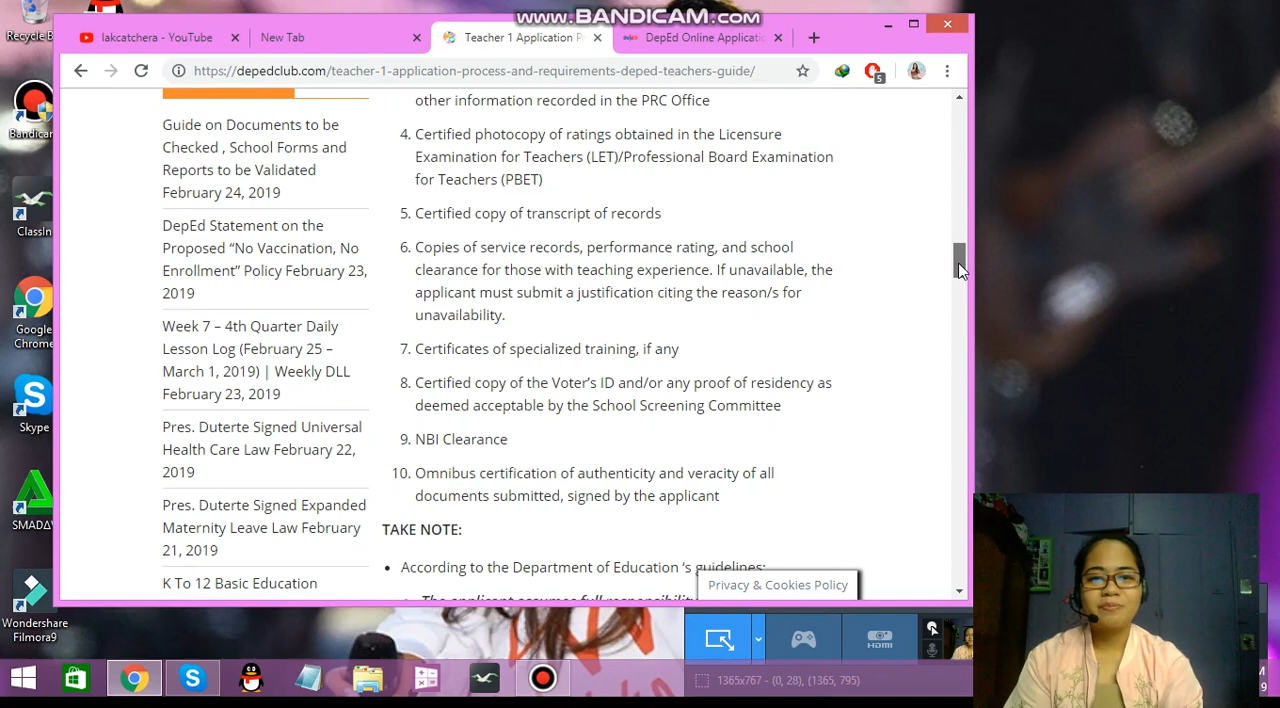 www.BANDICAM.com
Recycle B
Bandicam
ClassIn
Google
Chrome
Skype
Wondershare
Filmora9
lakcatchera - YouTube
New Tab
Teacher 1 Application P
DepEd Online Applicati
https://depedclub.com/teacher-1-application-process-and-requirements-deped-teachers-guide/
5
Guide on Documents to be
Checked , School Forms and
Reports to be Validated
February 24, 2019
DepEd Statement on the
Proposed “No Vaccination, No
Enrollment” Policy February 23,
2019
Week 7 – 4th Quarter Daily
Lesson Log (February 25 –
March 1, 2019) | Weekly DLL
February 23, 2019
Pres. Duterte Signed Universal
Health Care Law February 22,
2019
Pres. Duterte Signed Expanded
Maternity Leave Law February
21, 2019
K To 12 Basic Education
other information recorded in the PRC Office
4. Certified photocopy of ratings obtained in the Licensure
Examination for Teachers (LET)/Professional Board Examination
for Teachers (PBET)
5. Certified copy of transcript of records
6. Copies of service records, performance rating, and school
clearance for those with teaching experience. If unavailable, the
applicant must submit a justification citing the reason/s for
unavailability.
7. Certificates of specialized training, if any
8. Certified copy of the Voter’s ID and/or any proof of residency as
deemed acceptable by the School Screening Committee
9. NBI Clearance
10. Omnibus certification of authenticity and veracity of all
documents submitted, signed by the applicant
TAKE NOTE:
According to the Department of Education ‘s guidelines:
The applicant assumes full responsibility
Privacy & Cookies Policy
HDMI
1365x767 - (0, 28), (1365, 795)